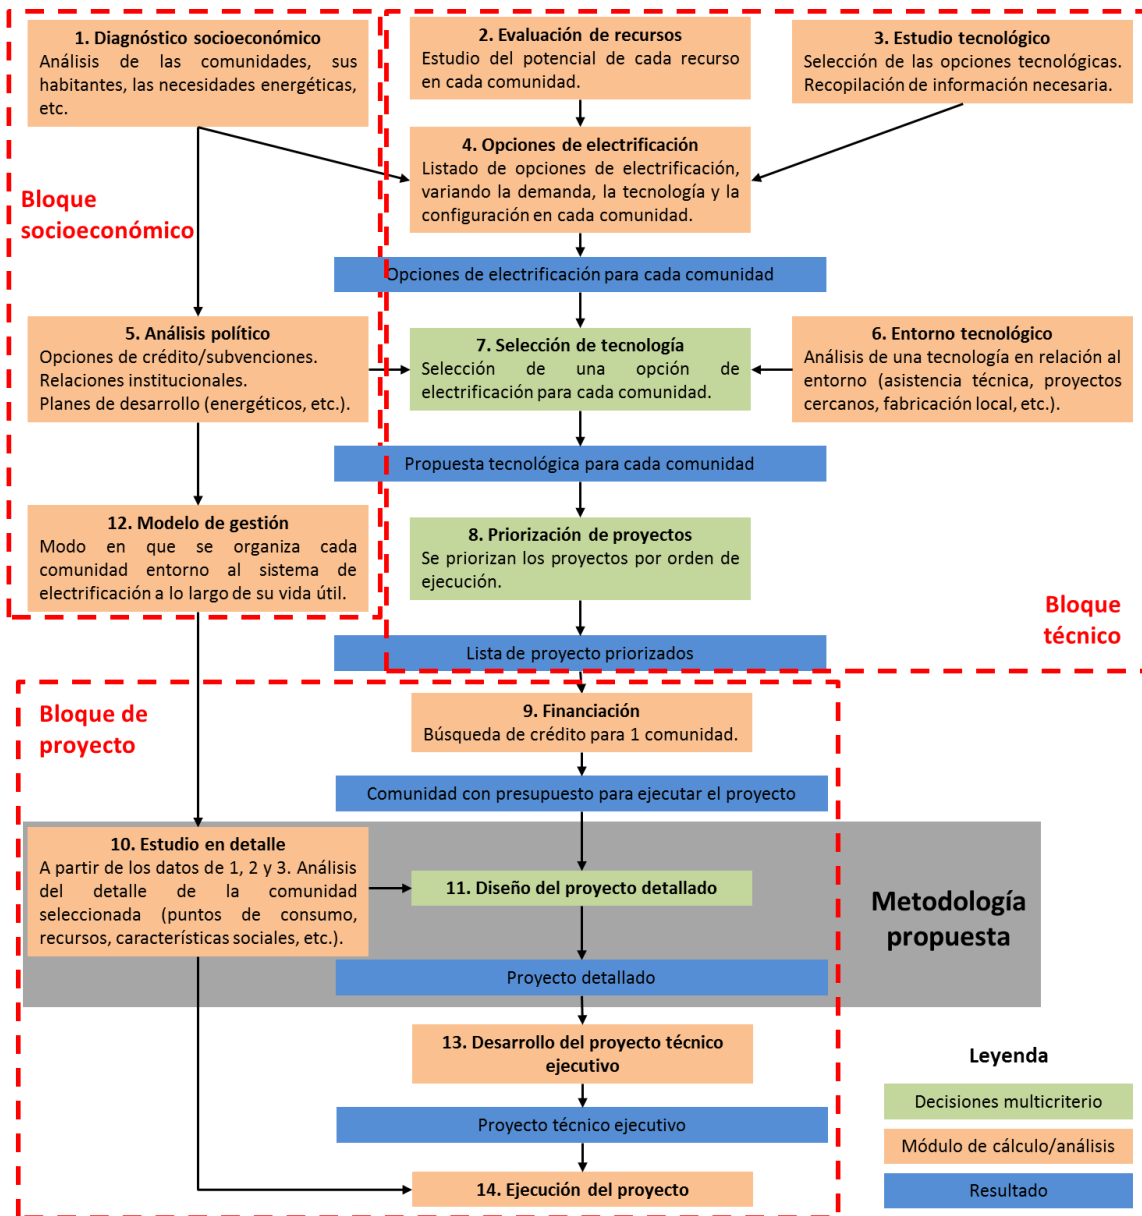 1. Diagnóstico socioeconómico
Análisis de las comunidades, sus
habitantes, las necesidades energéticas,
etc.
2. Evaluación de recursos
Estudio del potencial de cada recurso
en cada comunidad.
3. Estudio tecnológico
Selección de las opciones tecnológicas.
Recopilación de información necesaria.
4. Opciones de electrificación
Listado de opciones de electrificación,
variando la demanda, la tecnología y la
configuración en cada comunidad.
Bloque
socioeconómico
Opciones de electrificación para cada comunidad
5. Análisis político
Opciones de crédito/subvenciones.
Relaciones institucionales.
Planes de desarrollo (energéticos, etc.).
7. Selección de tecnología
Selección de una opción de
electrificación para cada comunidad.
6. Entorno tecnológico
Análisis de una tecnología en relación al
entorno (asistencia técnica, proyectos
cercanos, fabricación local, etc.).
Propuesta tecnológica para cada comunidad
12. Modelo de gestión
Modo en que se organiza cada
comunidad entorno al sistema de
electrificación a lo largo de su vida útil.
8. Priorización de proyectos
Se priorizan los proyectos por orden de
ejecución.
Bloque
técnico
Lista de proyecto priorizados
Bloque de
proyecto
9. Financiación
Búsqueda de crédito para 1 comunidad.
Comunidad con presupuesto para ejecutar el proyecto
10. Estudio en detalle
A partir de los datos de 1, 2 y 3. Análisis
del detalle de la comunidad
seleccionada (puntos de consumo,
recursos, características sociales, etc.).
11. Diseño del proyecto detallado
Metodología
propuesta
Proyecto detallado
13. Desarrollo del proyecto técnico
ejecutivo
Proyecto técnico ejecutivo
14. Ejecución del proyecto
Leyenda
Decisiones multicriterio
Módulo de cálculo/análisis
Resultado